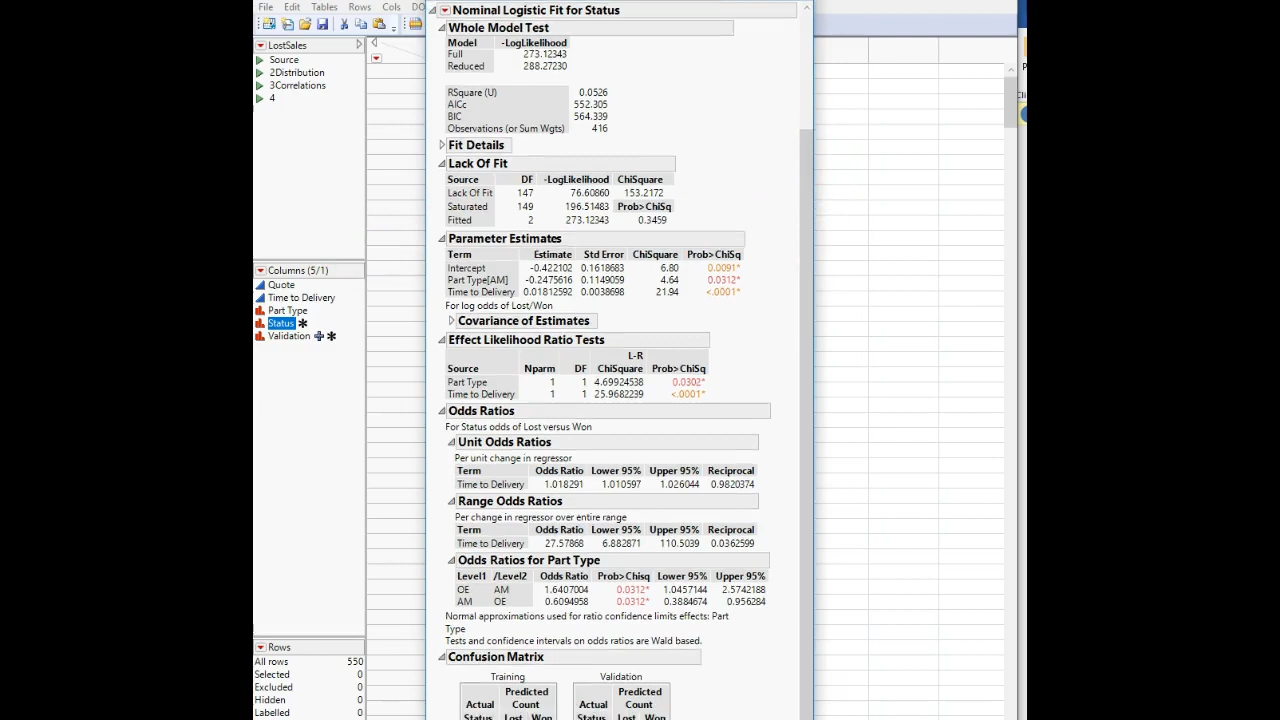 File Edit Tables Rows Cols DO
LostSales
Source
2Distribution
3Correlations
4
Columns (5/1)
Quote
Time to Delivery
Part Type
Status
Validation
Rows
All rows 550
Selected 0
Excluded 0
Hidden 0
Labelled 0
Nominal Logistic Fit for Status
Whole Model Test
Model -LogLikelihood
Full 273.12343
Reduced 288.27230
RSquare (U) 0.0526
AICc 552.305
BIC 564.339
Observations (or Sum Wgts) 416
Fit Details
Lack Of Fit
Source DF -LogLikelihood ChiSquare
Lack Of Fit 147 76.60860 153.2172
Saturated 149 196.51483 Prob>ChiSq
Fitted 2 273.12343 0.3459
Parameter Estimates
Term Estimate Std Error ChiSquare Prob>ChiSq
Intercept -0.422102 0.1618683 6.80 0.0091*
Part Type[AM] -0.2475616 0.1149059 4.64 0.0312*
Time to Delivery 0.01812592 0.0038698 21.94 <.0001*
For log odds of Lost/Won
Covariance of Estimates
Effect Likelihood Ratio Tests
L-R
Source Nparm DF ChiSquare Prob>ChiSq
Part Type 1 1 4.69924538 0.0302*
Time to Delivery 1 1 25.9682239 <.0001*
Odds Ratios
For Status odds of Lost versus Won
Unit Odds Ratios
Per unit change in regressor
Term Odds Ratio Lower 95% Upper 95% Reciprocal
Time to Delivery 1.018291 1.010597 1.026044 0.9820374
Range Odds Ratios
Per change in regressor over entire range
Term Odds Ratio Lower 95% Upper 95% Reciprocal
Time to Delivery 27.57868 6.882871 110.5039 0.0362599
Odds Ratios for Part Type
Level1 /Level2 Odds Ratio Prob>Chisq Lower 95% Upper 95%
OE AM 1.6407004 0.0312* 1.0457144 2.5742188
AM OE 0.6094958 0.0312* 0.3884674 0.956284
Normal approximations used for ratio confidence limits effects: Part
Type
Tests and confidence intervals on odds ratios are Wald based.
Confusion Matrix
Training Validation
Predicted Predicted
Actual Count Actual Count
Status Lost Won Status Lost Won